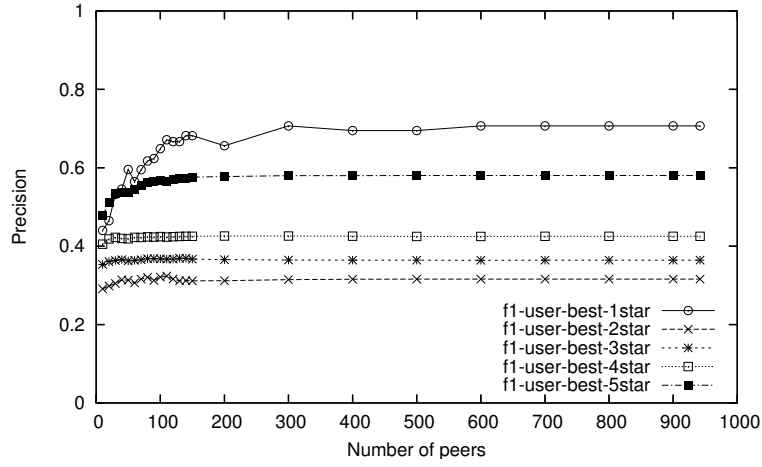 1
0.8
0.6
0.4
0.2
0
Precision
0 100 200 300 400 500 600 700 800 900 1000
Number of peers
f1-user-best-1star
f1-user-best-2star
f1-user-best-3star
f1-user-best-4star
f1-user-best-5star